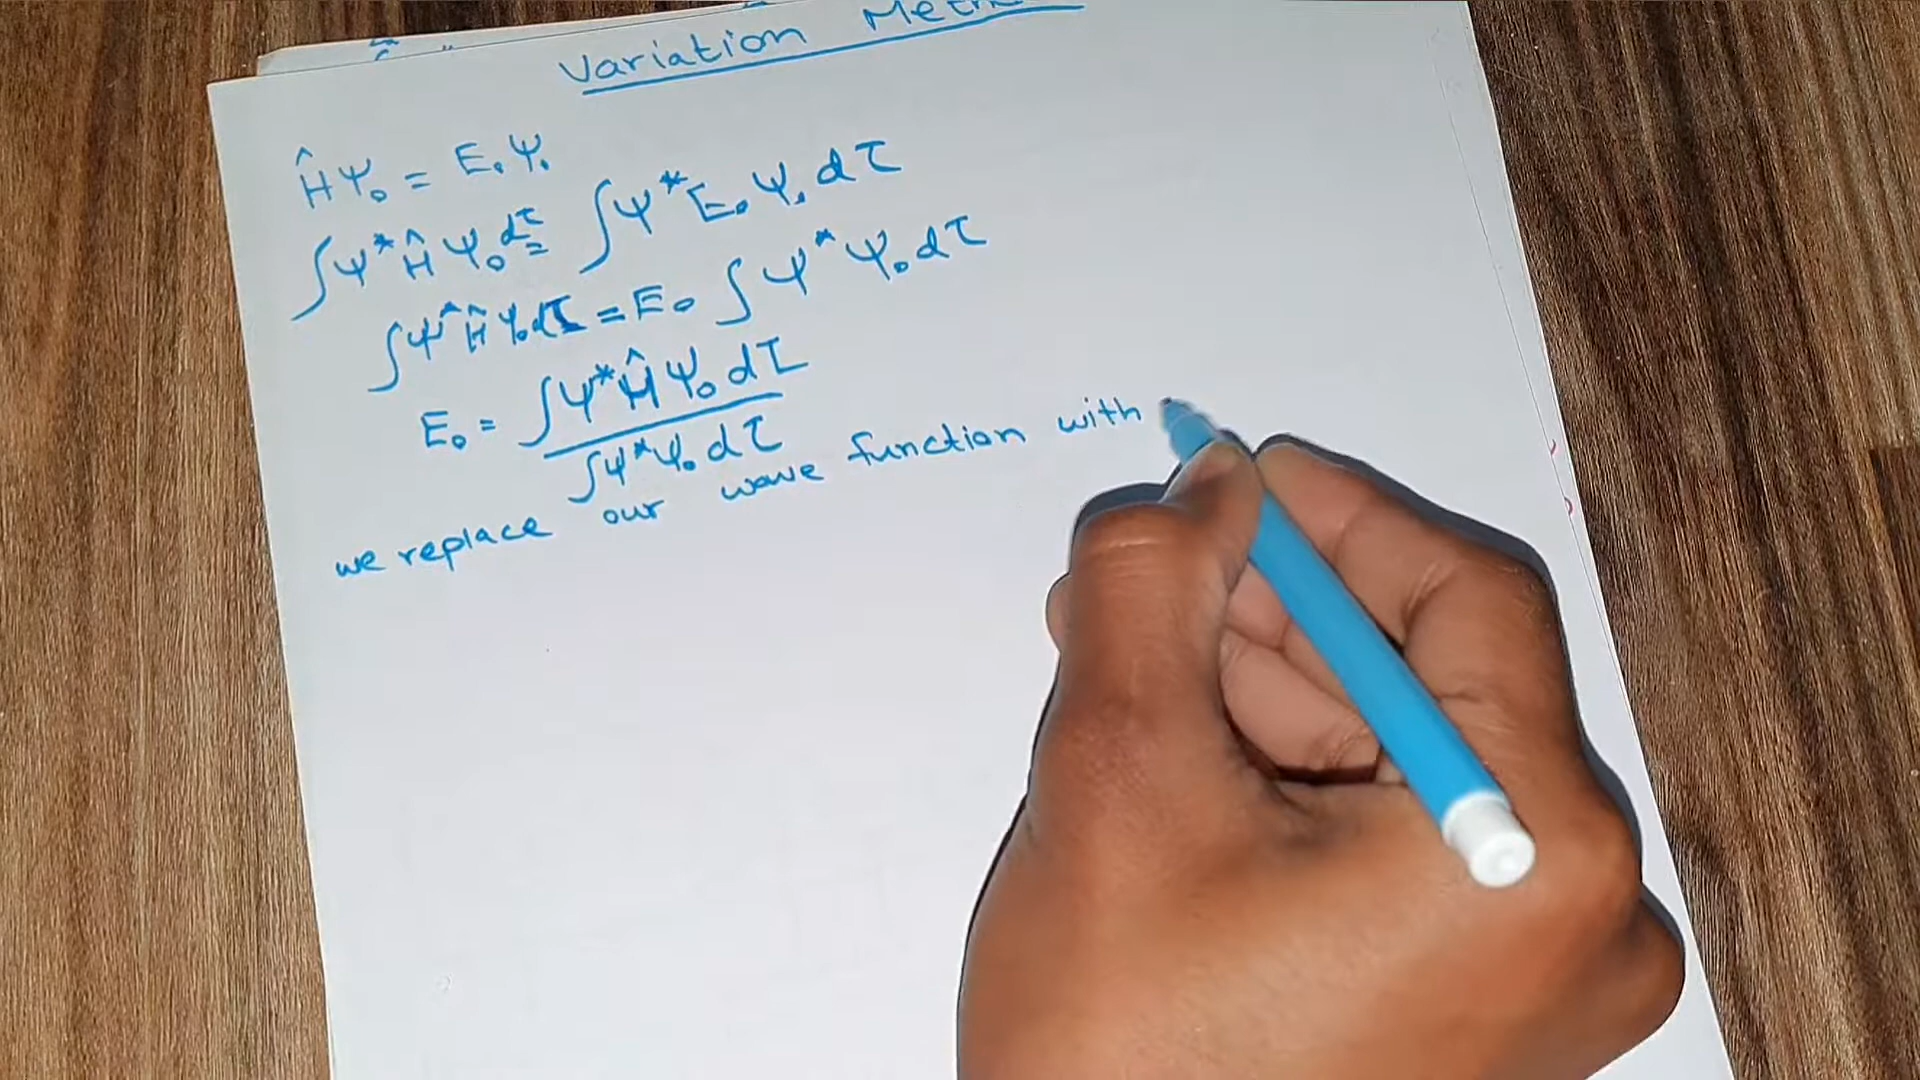 Variation Meth
Ĥψ₀ = E₀ψ₀
∫ψ*Ĥψ₀dτ = ∫ψ*E₀ψ₀dτ
∫ψ*Ĥψ₀dτ = E₀∫ψ*ψ₀dτ
E₀ = ∫ψ*Ĥψ₀dτ
∫ψ*ψ₀dτ
we replace our wave function with